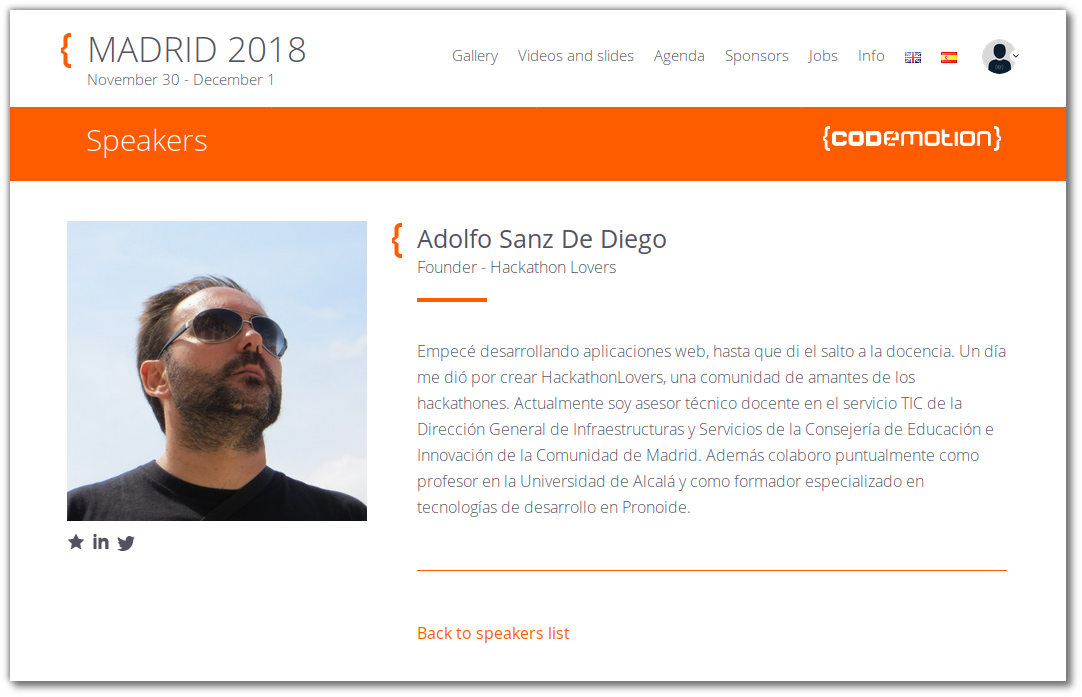 { MADRID 2018
November 30 - December 1
Gallery Videos and slides Agenda Sponsors Jobs Info
Speakers
{codemotion}
{ Adolfo Sanz De Diego
Founder - Hackathon Lovers
Empecé desarrollando aplicaciones web, hasta que di el salto a la docencia. Un día
me dió por crear HackathonLovers, una comunidad de amantes de los
hackathones. Actualmente soy asesor técnico docente en el servicio TIC de la
Dirección General de Infraestructuras y Servicios de la Consejería de Educación e
Innovación de la Comunidad de Madrid. Además colaboro puntualmente como
profesor en la Universidad de Alcalá y como formador especializado en
tecnologías de desarrollo en Pronoide.
in
Back to speakers list